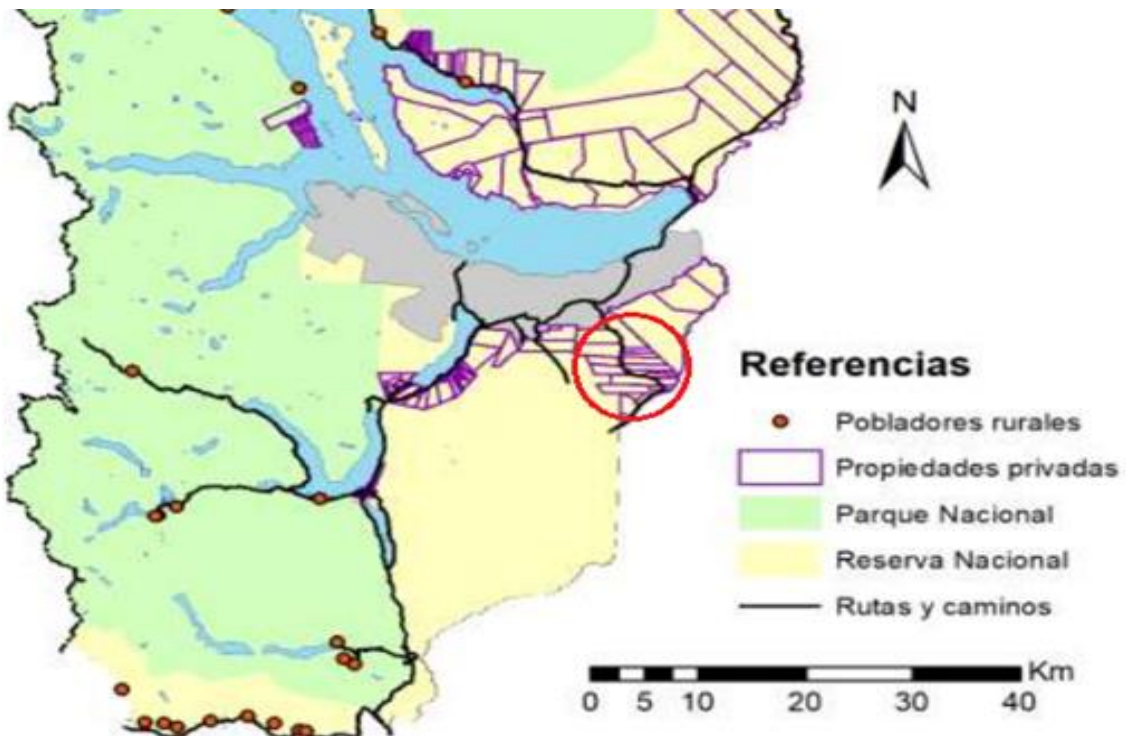 N
Referencias
Pobladores rurales
Propiedades privadas
Parque Nacional
Reserva Nacional
Rutas y caminos
Km
0 5 10 20 30 40